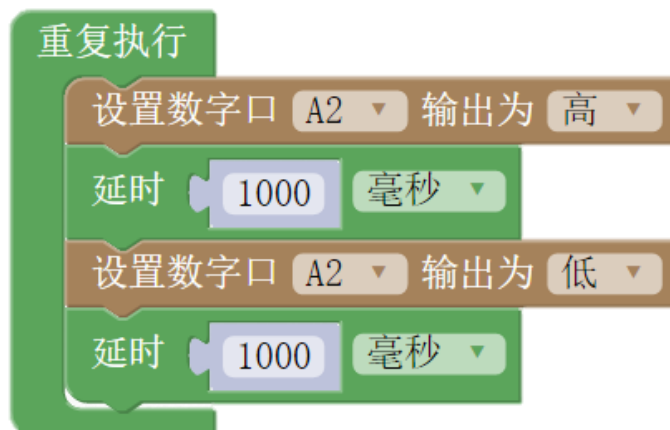 重复执行
设置数字口 A2 输出为 高
延时 1000 毫秒
设置数字口 A2 输出为 低
延时 1000 毫秒